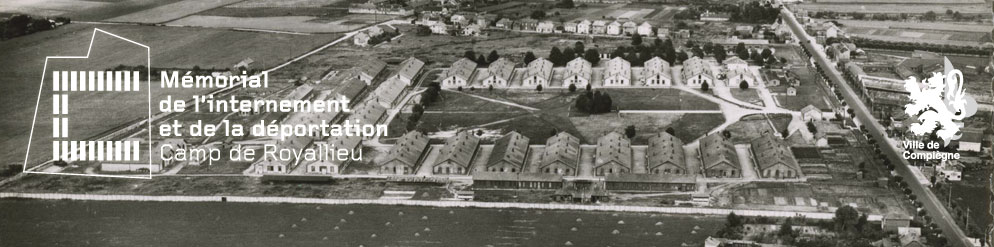 Mémorial
de l'internement
et de la déportation
Camp de Royallieu
Ville de
Compiègne